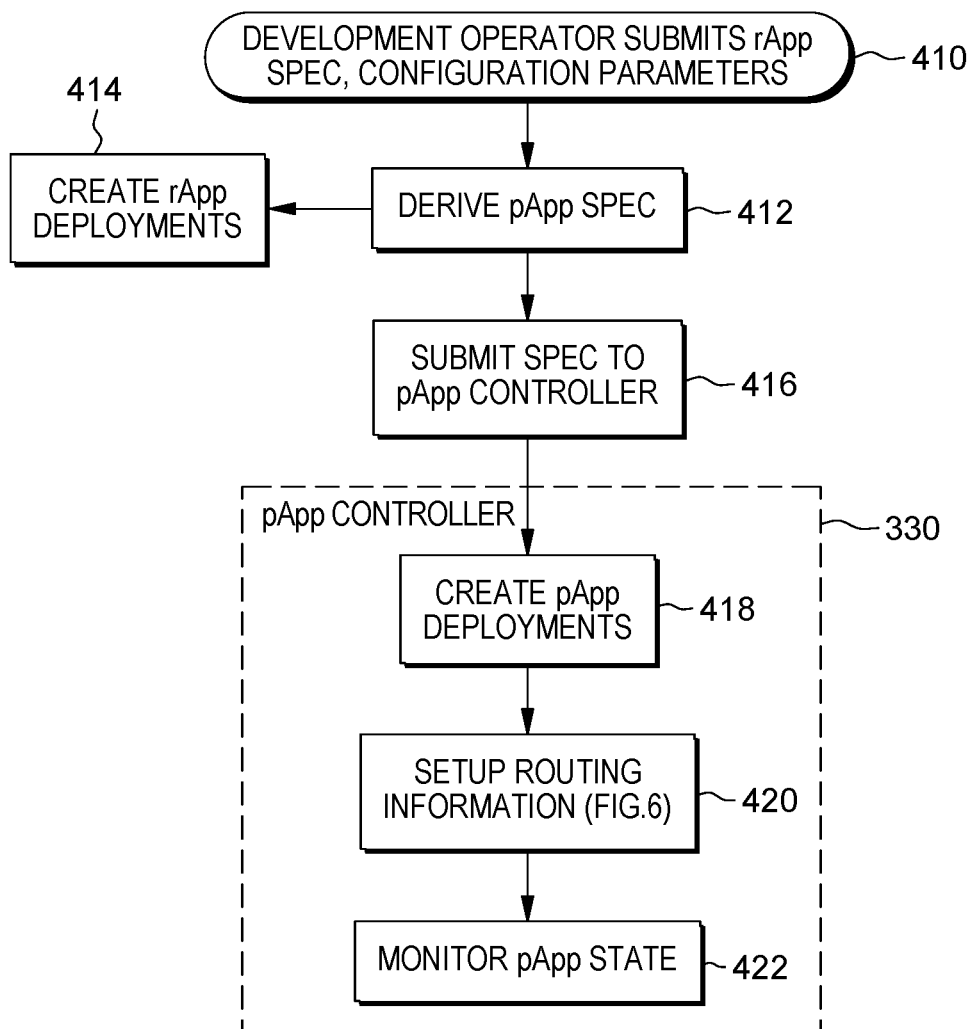 DEVELOPMENT OPERATOR SUBMITS rApp
SPEC, CONFIGURATION PARAMETERS
410
414
CREATE rApp
DEPLOYMENTS
DERIVE pApp SPEC
412
SUBMIT SPEC TO
pApp CONTROLLER
416
pApp CONTROLLER
330
CREATE pApp
DEPLOYMENTS
418
SETUP ROUTING
INFORMATION (FIG.6)
420
MONITOR pApp STATE
422